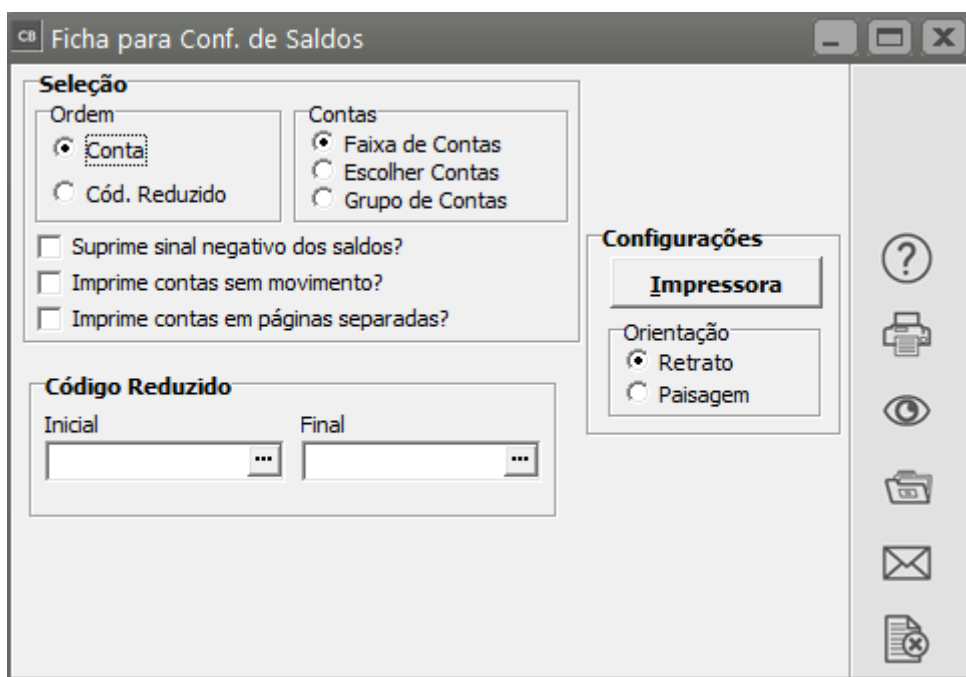 CB Ficha para Conf. de Saldos
Seleção
Ordem
Conta
Cód. Reduzido
Contas
Faixa de Contas
Escolher Contas
Grupo de Contas
Suprime sinal negativo dos saldos?
Imprime contas sem movimento?
Imprime contas em páginas separadas?
Configurações
Impressora
Orientação
Retrato
Paisagem
Código Reduzido
Inicial
Final